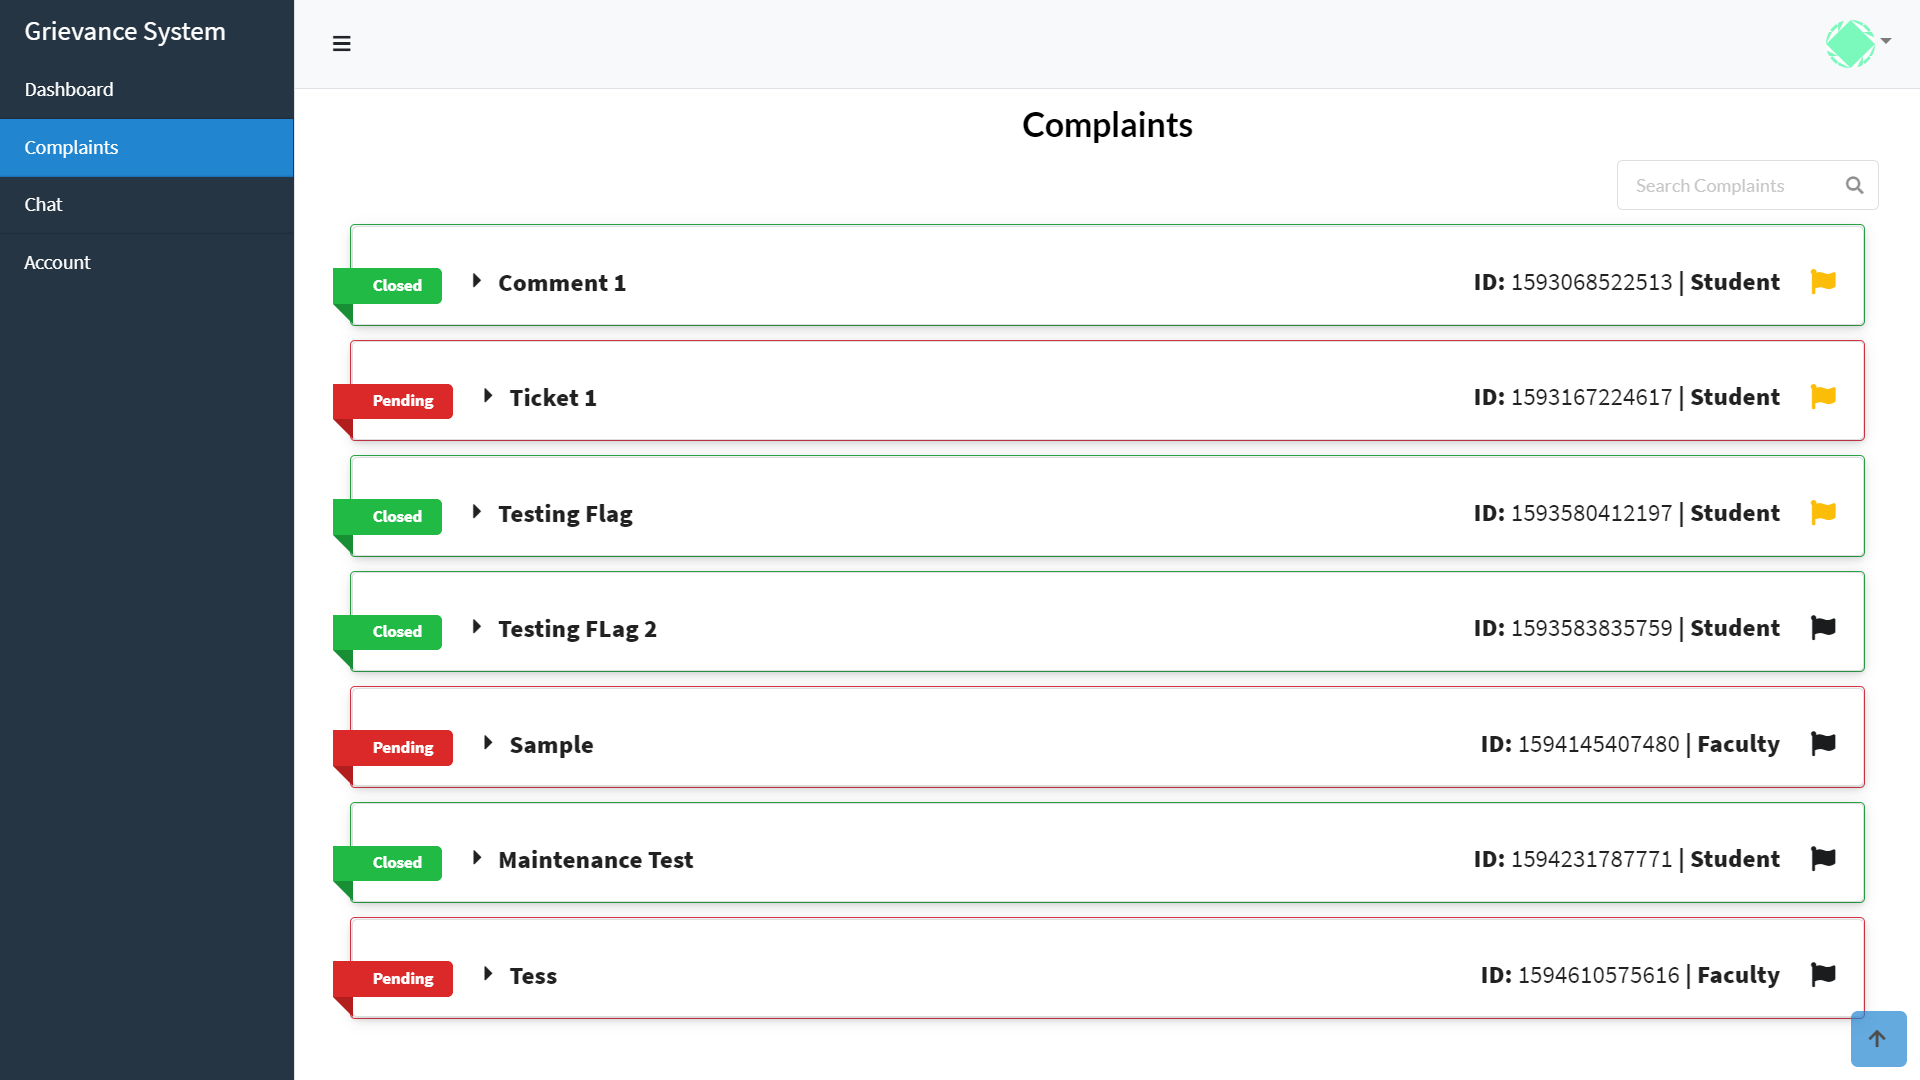 Grievance System
Dashboard
Complaints
Chat
Account
Complaints
Search Complaints
Closed Comment 1 ID: 1593068522513 | Student
Pending Ticket 1 ID: 1593167224617 | Student
Closed Testing Flag ID: 1593580412197 | Student
Closed Testing FLag 2 ID: 1593583835759 | Student
Pending Sample ID: 1594145407480 | Faculty
Closed Maintenance Test ID: 1594231787771 | Student
Pending Tess ID: 1594610575616 | Faculty